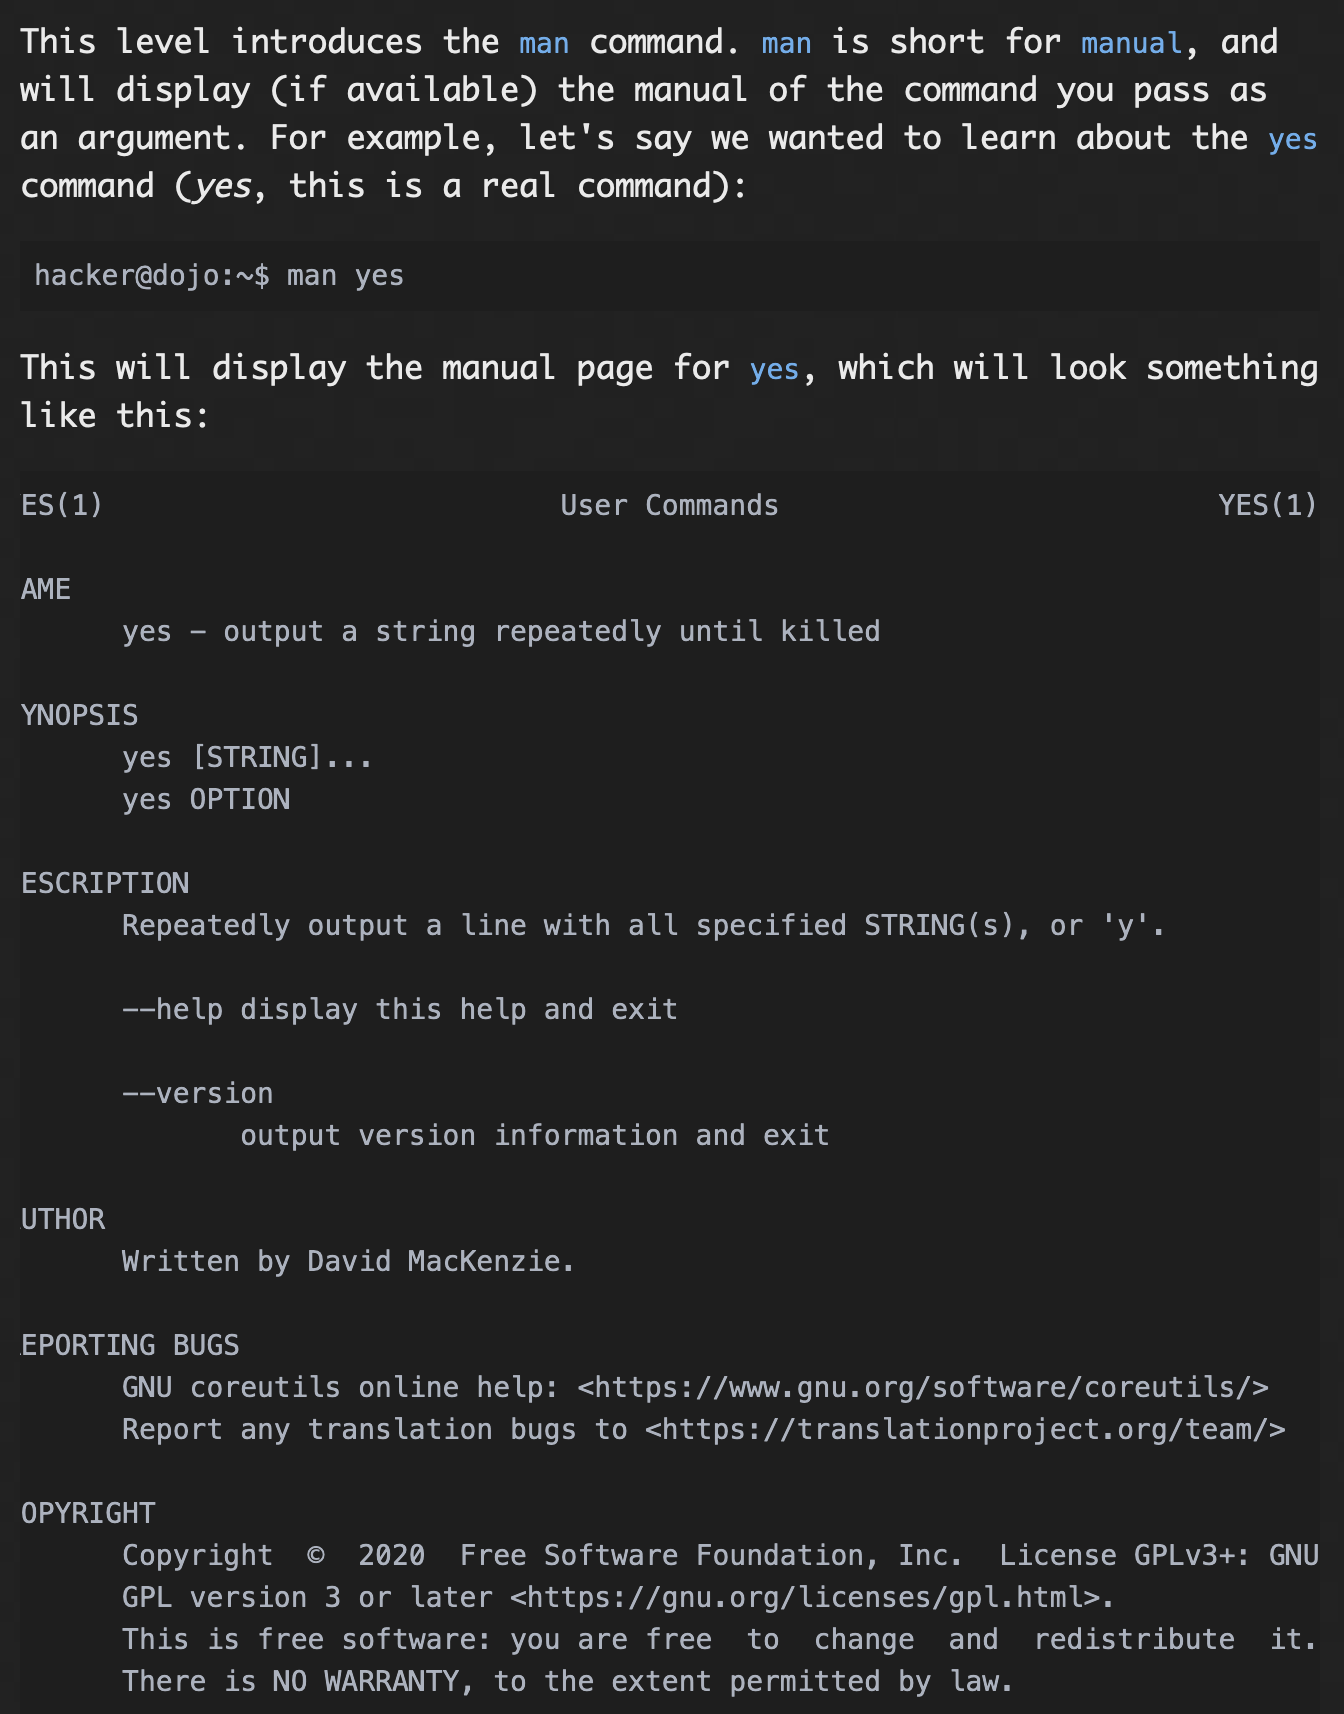 This level introduces the man command. man is short for manual, and
will display (if available) the manual of the command you pass as
an argument. For example, let's say we wanted to learn about the yes
command (yes, this is a real command):
hacker@dojo:~$ man yes
This will display the manual page for yes, which will look something
like this:
ES(1) User Commands YES(1)
AME
yes - output a string repeatedly until killed
YNOPSIS
yes [STRING]...
yes OPTION
ESCRIPTION
Repeatedly output a line with all specified STRING(s), or 'y'.
--help display this help and exit
--version
output version information and exit
UTHOR
Written by David MacKenzie.
EPORTING BUGS
GNU coreutils online help: <https://www.gnu.org/software/coreutils/>
Report any translation bugs to <https://translationproject.org/team/>
OPYRIGHT
Copyright © 2020 Free Software Foundation, Inc. License GPLv3+: GNU
GPL version 3 or later <https://gnu.org/licenses/gpl.html>.
This is free software: you are free to change and redistribute it.
There is NO WARRANTY, to the extent permitted by law.